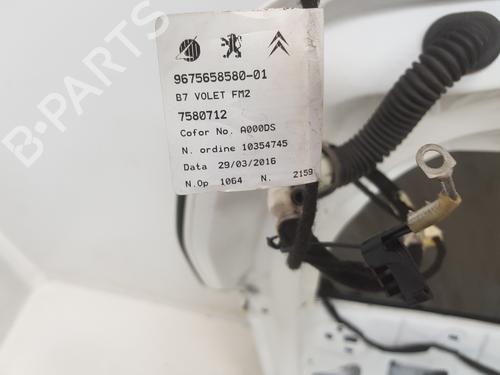 9675658580-01
B7 VOLET FM2
7580712
Cofor No. A000DS
N. ordine 10354745
Data 29/03/2016
N.Op 1064 N. 2159
B-PARTS